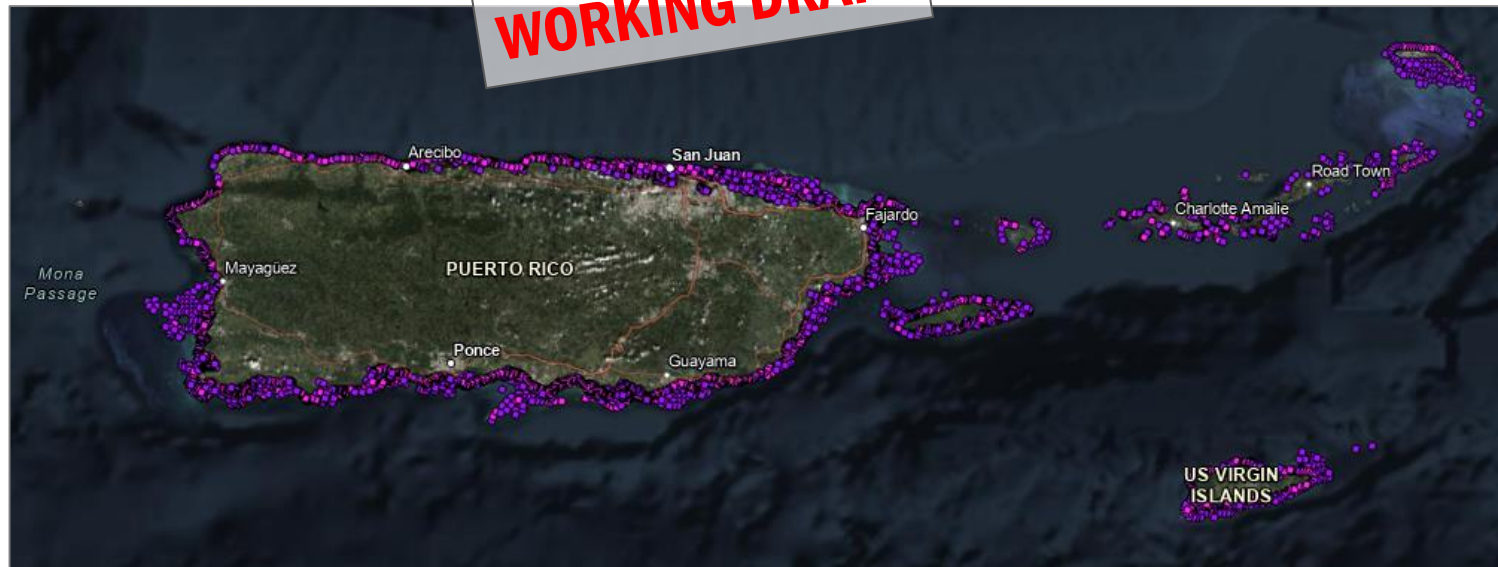 WORKING DRAFT
Arecibo
San Juan
Road Town
Charlotte Amalie
Fajardo
Mayagüez
PUERTO RICO
Mona
Passage
Ponce
Guayama
US VIRGIN
ISLANDS